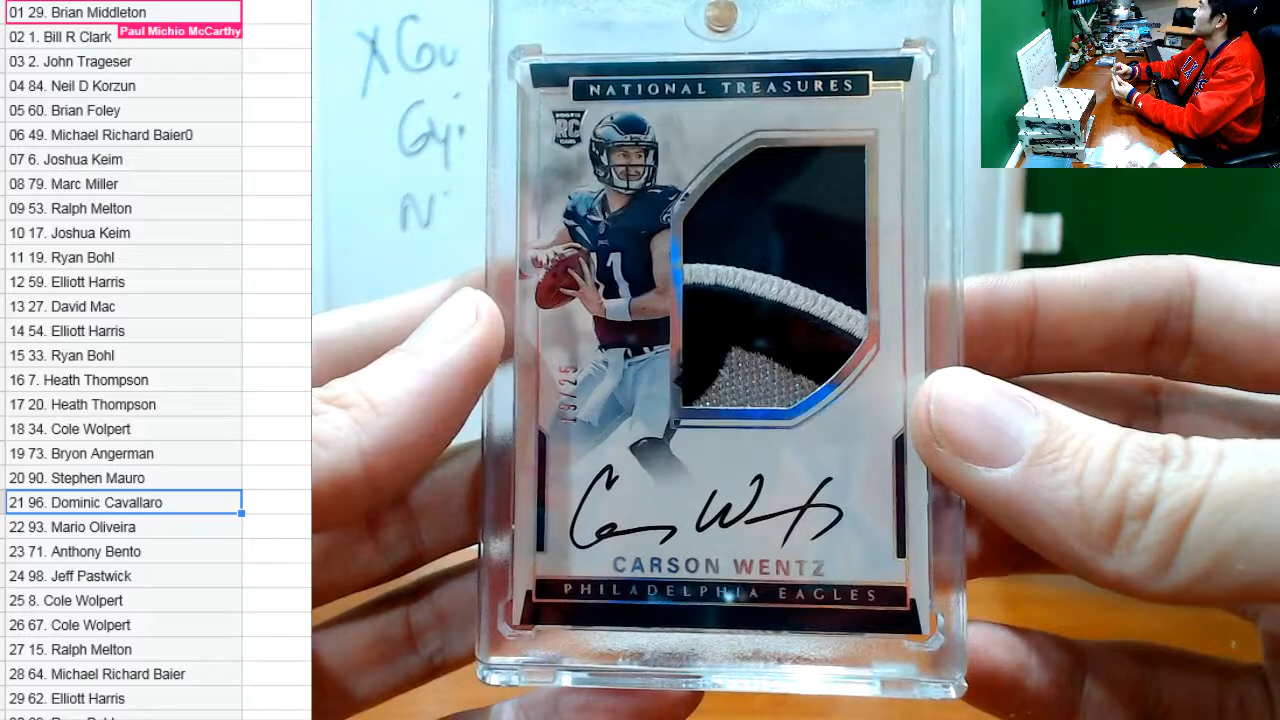 01 29. Brian Middleton
Paul Michio McCarthy
02 1. Bill R Clark
03 2. John Trageser
04 84. Neil D Korzun
05 60. Brian Foley
06 49. Michael Richard Baier0
07 6. Joshua Keim
08 79. Marc Miller
09 53. Ralph Melton
10 17. Joshua Keim
11 19. Ryan Bohl
12 59. Elliott Harris
13 27. David Mac
14 54. Elliott Harris
15 33. Ryan Bohl
16 7. Heath Thompson
17 20. Heath Thompson
18 34. Cole Wolpert
19 73. Bryon Angerman
20 90. Stephen Mauro
21 96. Dominic Cavallaro
22 93. Mario Oliveira
23 71. Anthony Bento
24 98. Jeff Pastwick
25 8. Cole Wolpert
26 67. Cole Wolpert
27 15. Ralph Melton
28 64. Michael Richard Baier
29 62. Elliott Harris
NATIONAL TREASURES
RC
11
19/25
Carson Wentz
CARSON WENTZ
PHILADELPHIA EAGLES